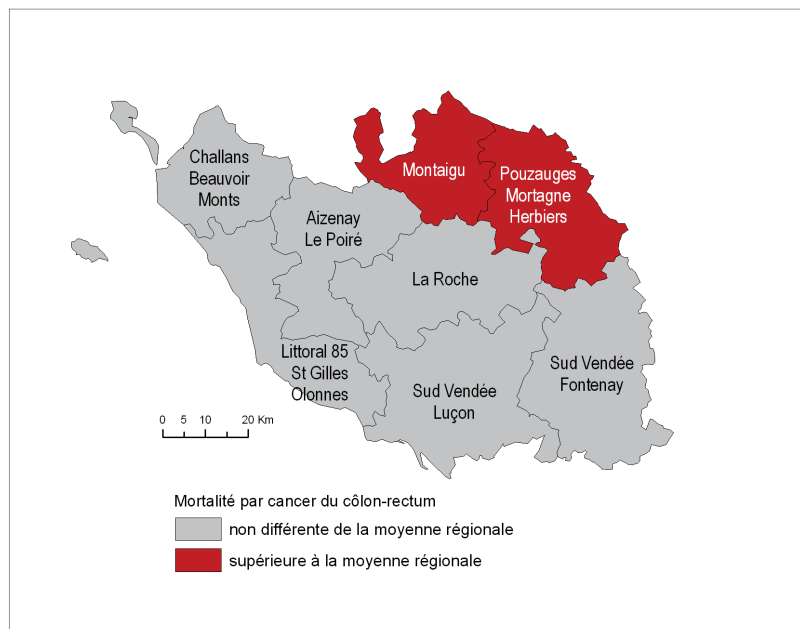 Challans
Beauvoir
Monts
Montaigu
Pouzauges
Mortagne
Herbiers
Aizenay
Le Poiré
La Roche
Littoral 85
St Gilles
Olonnes
Sud Vendée
Luçon
Sud Vendée
Fontenay
0 5 10 20 Km
Mortalité par cancer du côlon-rectum
non différente de la moyenne régionale
supérieure à la moyenne régionale